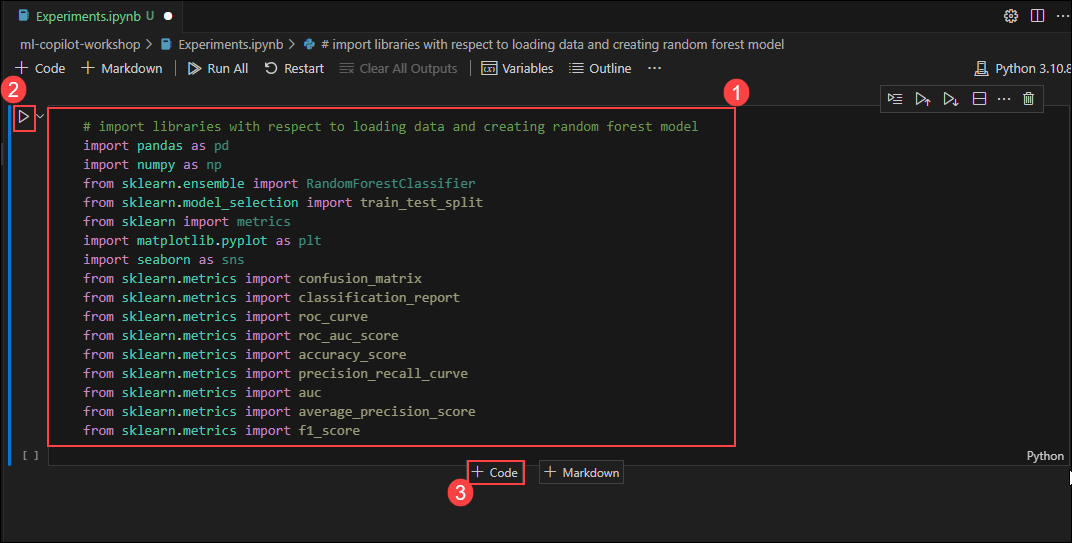 Experiments.ipynb U
ml-copilot-workshop > Experiments.ipynb > # import libraries with respect to loading data and creating random forest model
+ Code + Markdown Run All Restart Clear All Outputs Variables Outline ... Python 3.10.8
2
1
...
# import libraries with respect to loading data and creating random forest model
import pandas as pd
import numpy as np
from sklearn.ensemble import RandomForestClassifier
from sklearn.model_selection import train_test_split
from sklearn import metrics
import matplotlib.pyplot as plt
import seaborn as sns
from sklearn.metrics import confusion_matrix
from sklearn.metrics import classification_report
from sklearn.metrics import roc_curve
from sklearn.metrics import roc_auc_score
from sklearn.metrics import accuracy_score
from sklearn.metrics import precision_recall_curve
from sklearn.metrics import auc
from sklearn.metrics import average_precision_score
from sklearn.metrics import f1_score
[ ] Python
+ Code + Markdown
3